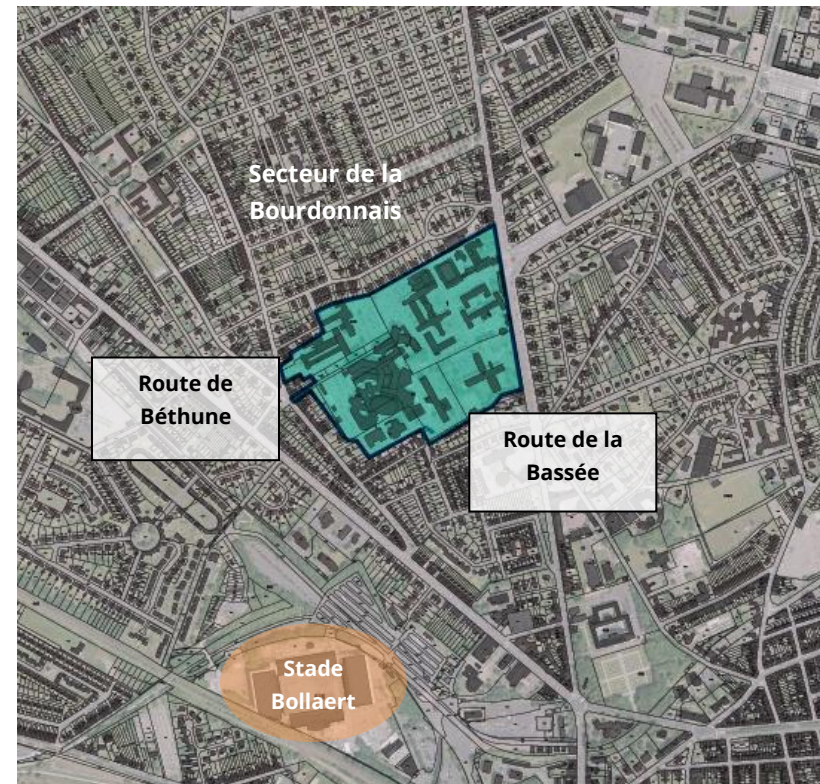 Secteur de la
Bourdonnais
Route de
Béthune
Route de la
Bassée
Stade
Bollaert